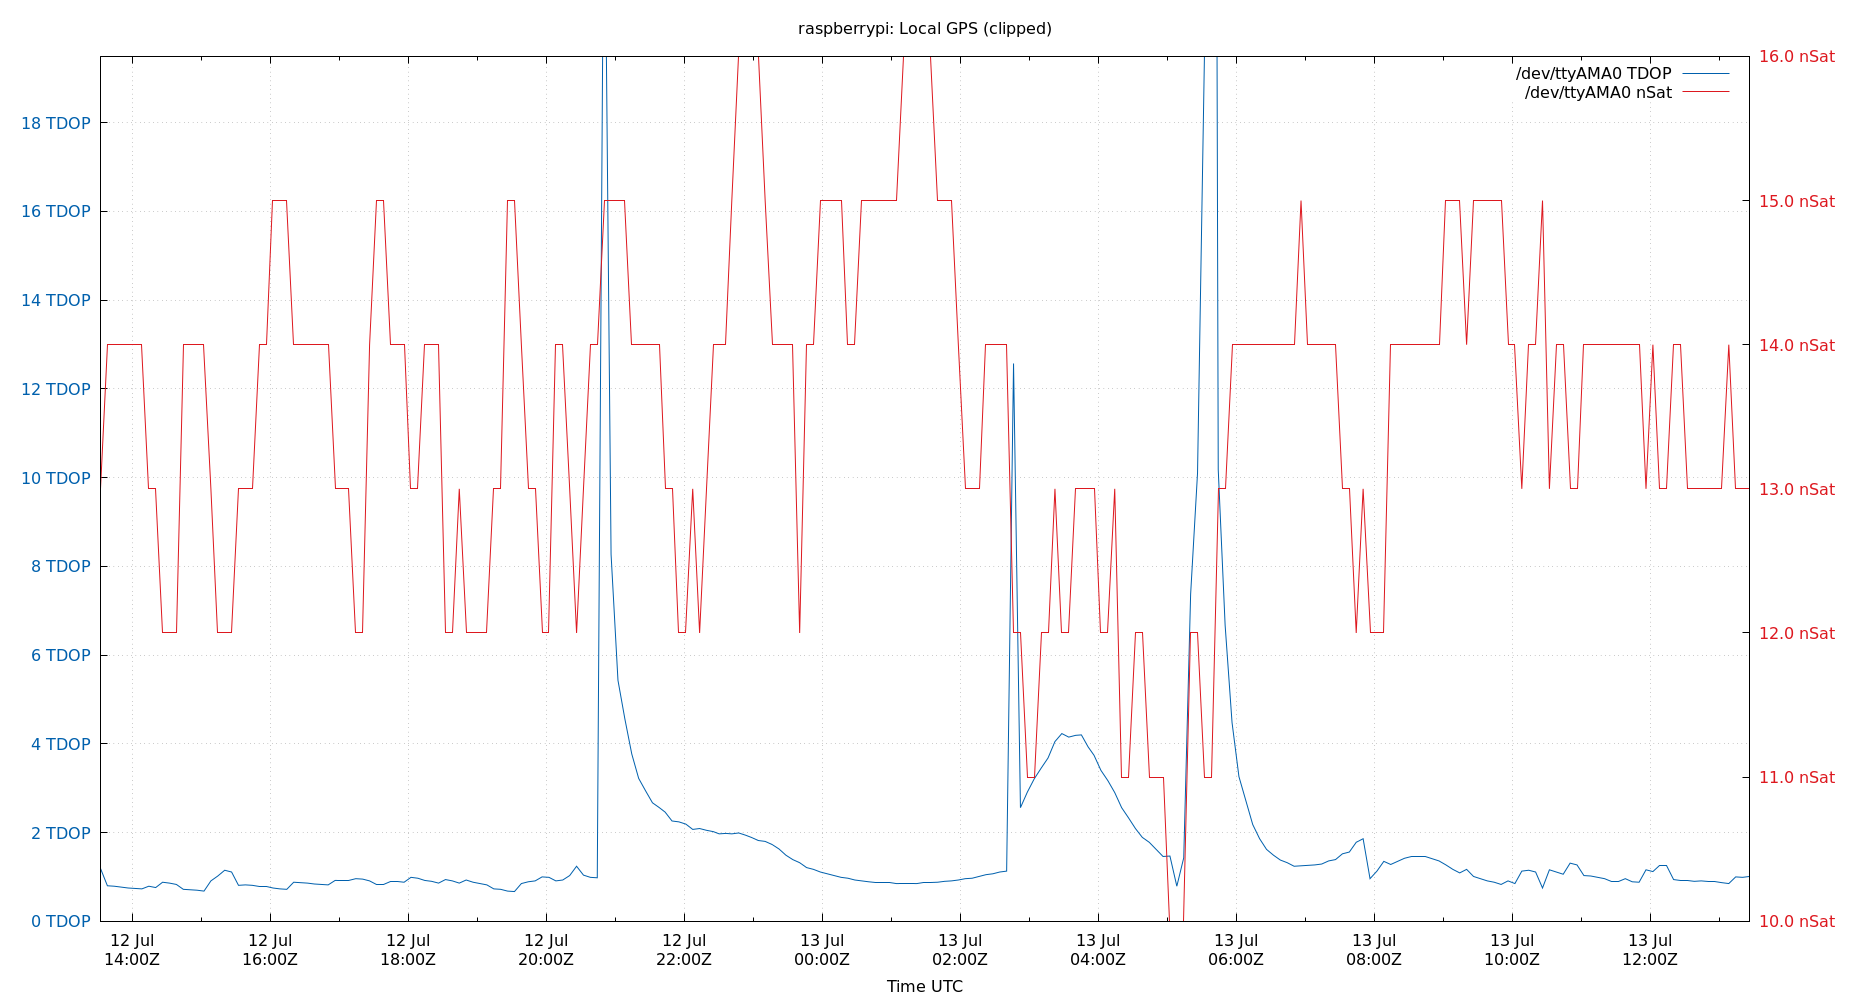 raspberrypi: Local GPS (clipped)
/dev/ttyAMA0 TDOP
/dev/ttyAMA0 nSat
18 TDOP
16 TDOP
14 TDOP
12 TDOP
10 TDOP
8 TDOP
6 TDOP
4 TDOP
2 TDOP
0 TDOP
16.0 nSat
15.0 nSat
14.0 nSat
13.0 nSat
12.0 nSat
11.0 nSat
10.0 nSat
12 Jul
14:00Z
12 Jul
16:00Z
12 Jul
18:00Z
12 Jul
20:00Z
12 Jul
22:00Z
13 Jul
00:00Z
13 Jul
02:00Z
13 Jul
04:00Z
13 Jul
06:00Z
13 Jul
08:00Z
13 Jul
10:00Z
13 Jul
12:00Z
Time UTC